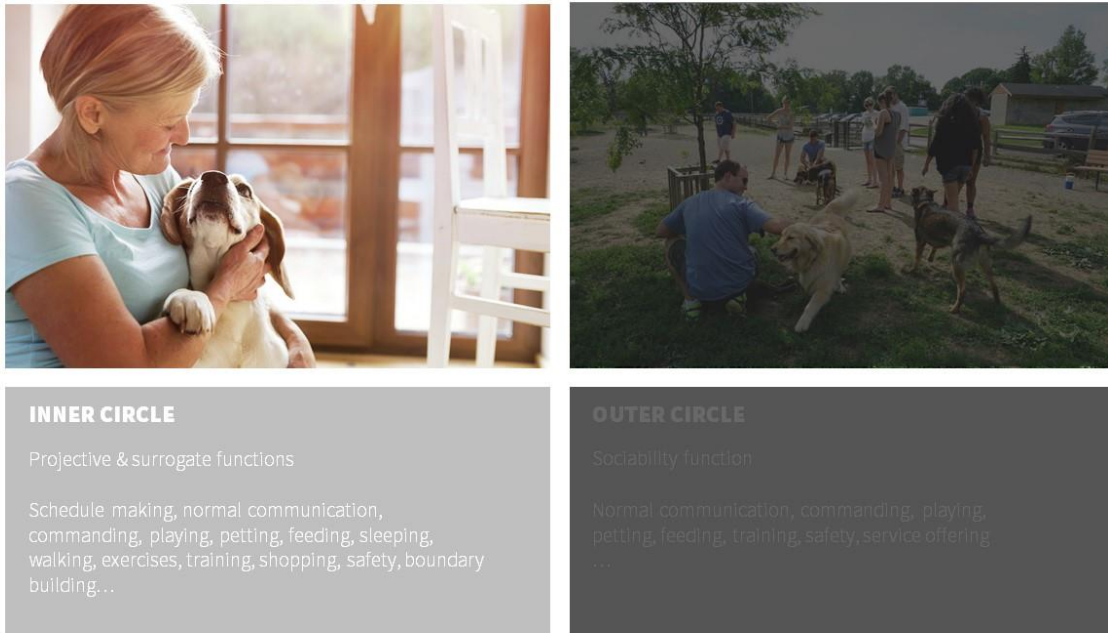 INNER CIRCLE
Projective & surrogate functions
Schedule making, normal communication,
commanding, playing, petting, feeding, sleeping,
walking, exercises, training, shopping, safety, boundary
building...
OUTER CIRCLE
Sociability function
Normal communication, commanding, playing,
petting, feeding, training, safety, service offering
...